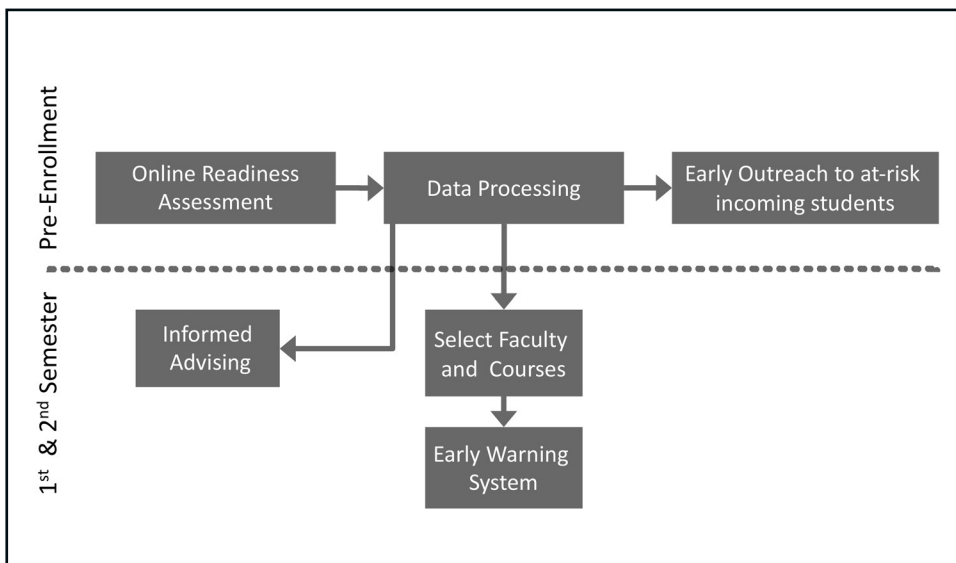 Pre-Enrollment
Online Readiness
Assessment
Data Processing
Early Outreach to at-risk
incoming students
1st & 2nd Semester
Informed
Advising
Select Faculty
and Courses
Early Warning
System